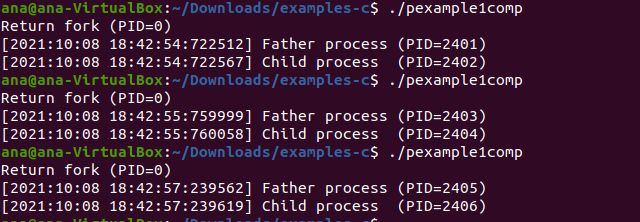 ana@ana-VirtualBox:~/Downloads/examples-c$ ./pexample1comp
Return fork (PID=0)
[2021:10:08 18:42:54:722512] Father process (PID=2401)
[2021:10:08 18:42:54:722567] Child process  (PID=2402)
ana@ana-VirtualBox:~/Downloads/examples-c$ ./pexample1comp
Return fork (PID=0)
[2021:10:08 18:42:55:759999] Father process (PID=2403)
[2021:10:08 18:42:55:760058] Child process  (PID=2404)
ana@ana-VirtualBox:~/Downloads/examples-c$ ./pexample1comp
Return fork (PID=0)
[2021:10:08 18:42:57:239562] Father process (PID=2405)
[2021:10:08 18:42:57:239619] Child process  (PID=2406)